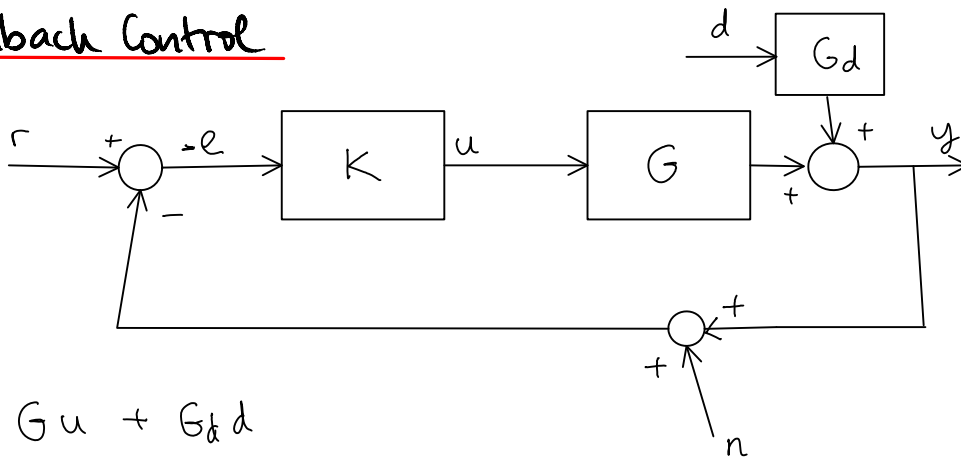 back Control
d
Gd
r + -e K u G + y
+
-
+
+
n
Gu + Gd d